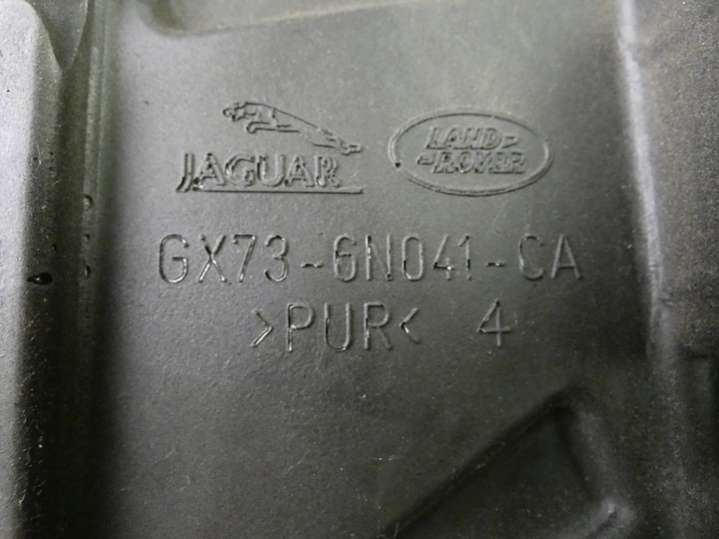 JAGUAR
LAND-
-ROVER
GX73-6N041-CA
>PUR< 4